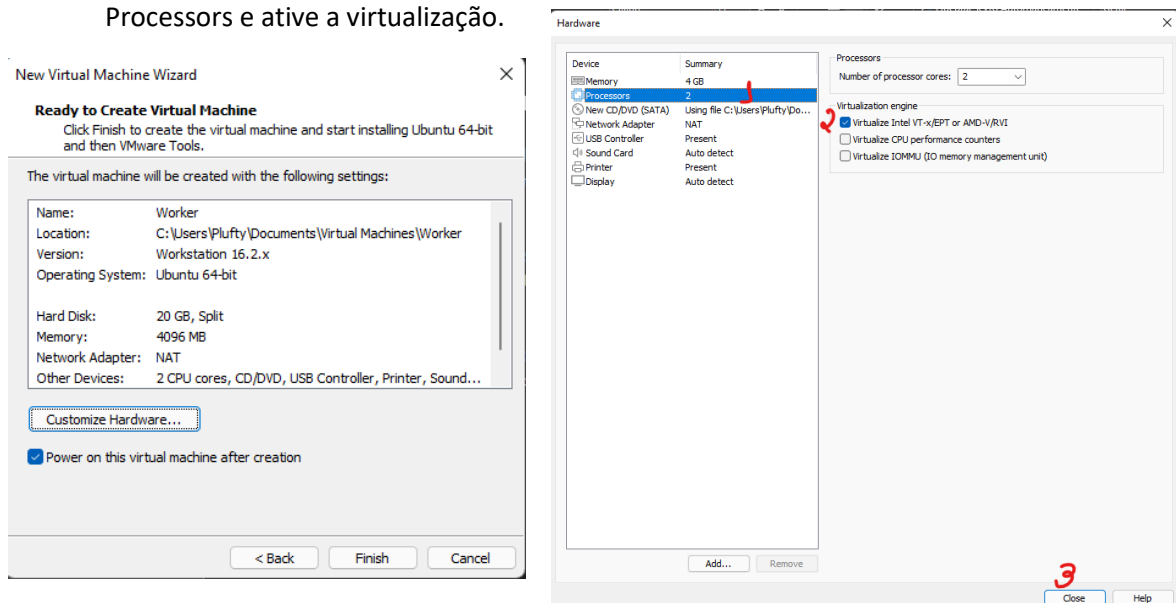 Processors e ative a virtualização.
New Virtual Machine Wizard
Ready to Create Virtual Machine
Click Finish to create the virtual machine and start installing Ubuntu 64-bit
and then VMware Tools.
The virtual machine will be created with the following settings:
Name: Worker
Location: C:\Users\Plufty\Documents\Virtual Machines\Worker
Version: Workstation 16.2.x
Operating System: Ubuntu 64-bit
Hard Disk: 20 GB, Split
Memory: 4096 MB
Network Adapter: NAT
Other Devices: 2 CPU cores, CD/DVD, USB Controller, Printer, Sound...
Customize Hardware...
Power on this virtual machine after creation
< Back Finish Cancel
Hardware
Device Summary
Memory 4 GB
Processors 2 1
New CD/DVD (SATA) Using file C:\Users\Plufty\Do...
Network Adapter NAT
USB Controller Present
Sound Card Auto detect
Printer Present
Display Auto detect
Add... Remove
Processors
Number of processor cores: 2
Virtualization engine
2 Virtualize Intel VT-x/EPT or AMD-V/RVI
Virtualize CPU performance counters
Virtualize IOMMU (IO memory management unit)
3
Close Help